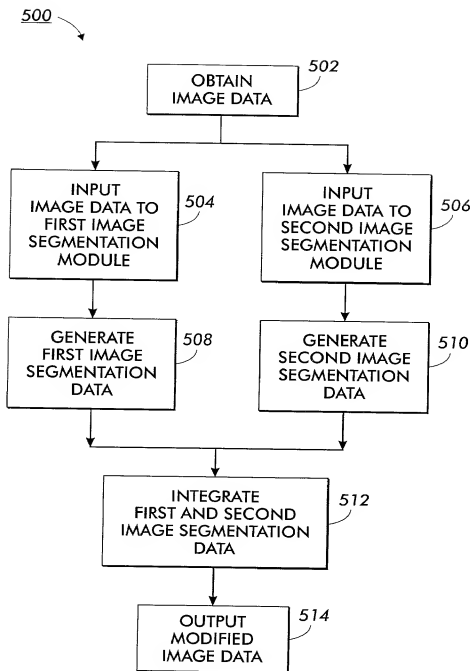 500
502
OBTAIN
IMAGE DATA
504
INPUT
IMAGE DATA TO
FIRST IMAGE
SEGMENTATION
MODULE
506
INPUT
IMAGE DATA TO
SECOND IMAGE
SEGMENTATION
MODULE
508
GENERATE
FIRST IMAGE
SEGMENTATION
DATA
510
GENERATE
SECOND IMAGE
SEGMENTATION
DATA
512
INTEGRATE
FIRST AND SECOND
IMAGE SEGMENTATION
DATA
514
OUTPUT
MODIFIED
IMAGE DATA